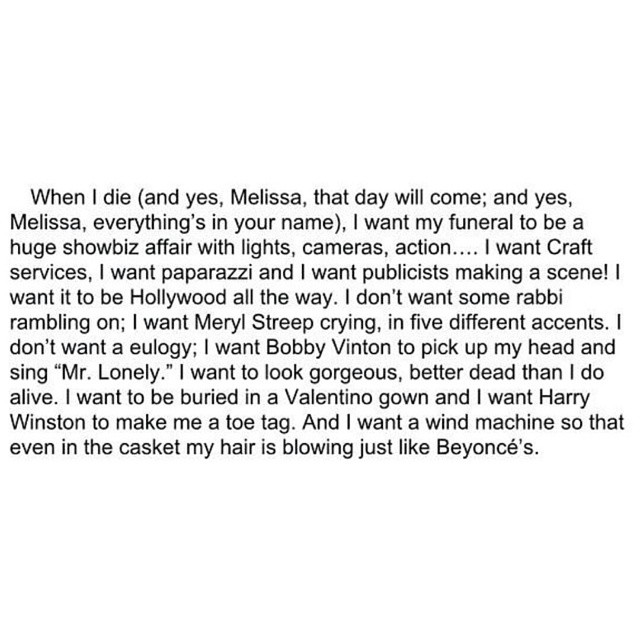 When I die (and yes, Melissa, that day will come; and yes,
Melissa, everything’s in your name), I want my funeral to be a
huge showbiz affair with lights, cameras, action…. I want Craft
services, I want paparazzi and I want publicists making a scene! I
want it to be Hollywood all the way. I don’t want some rabbi
rambling on; I want Meryl Streep crying, in five different accents. I
don’t want a eulogy; I want Bobby Vinton to pick up my head and
sing “Mr. Lonely.” I want to look gorgeous, better dead than I do
alive. I want to be buried in a Valentino gown and I want Harry
Winston to make me a toe tag. And I want a wind machine so that
even in the casket my hair is blowing just like Beyoncé’s.